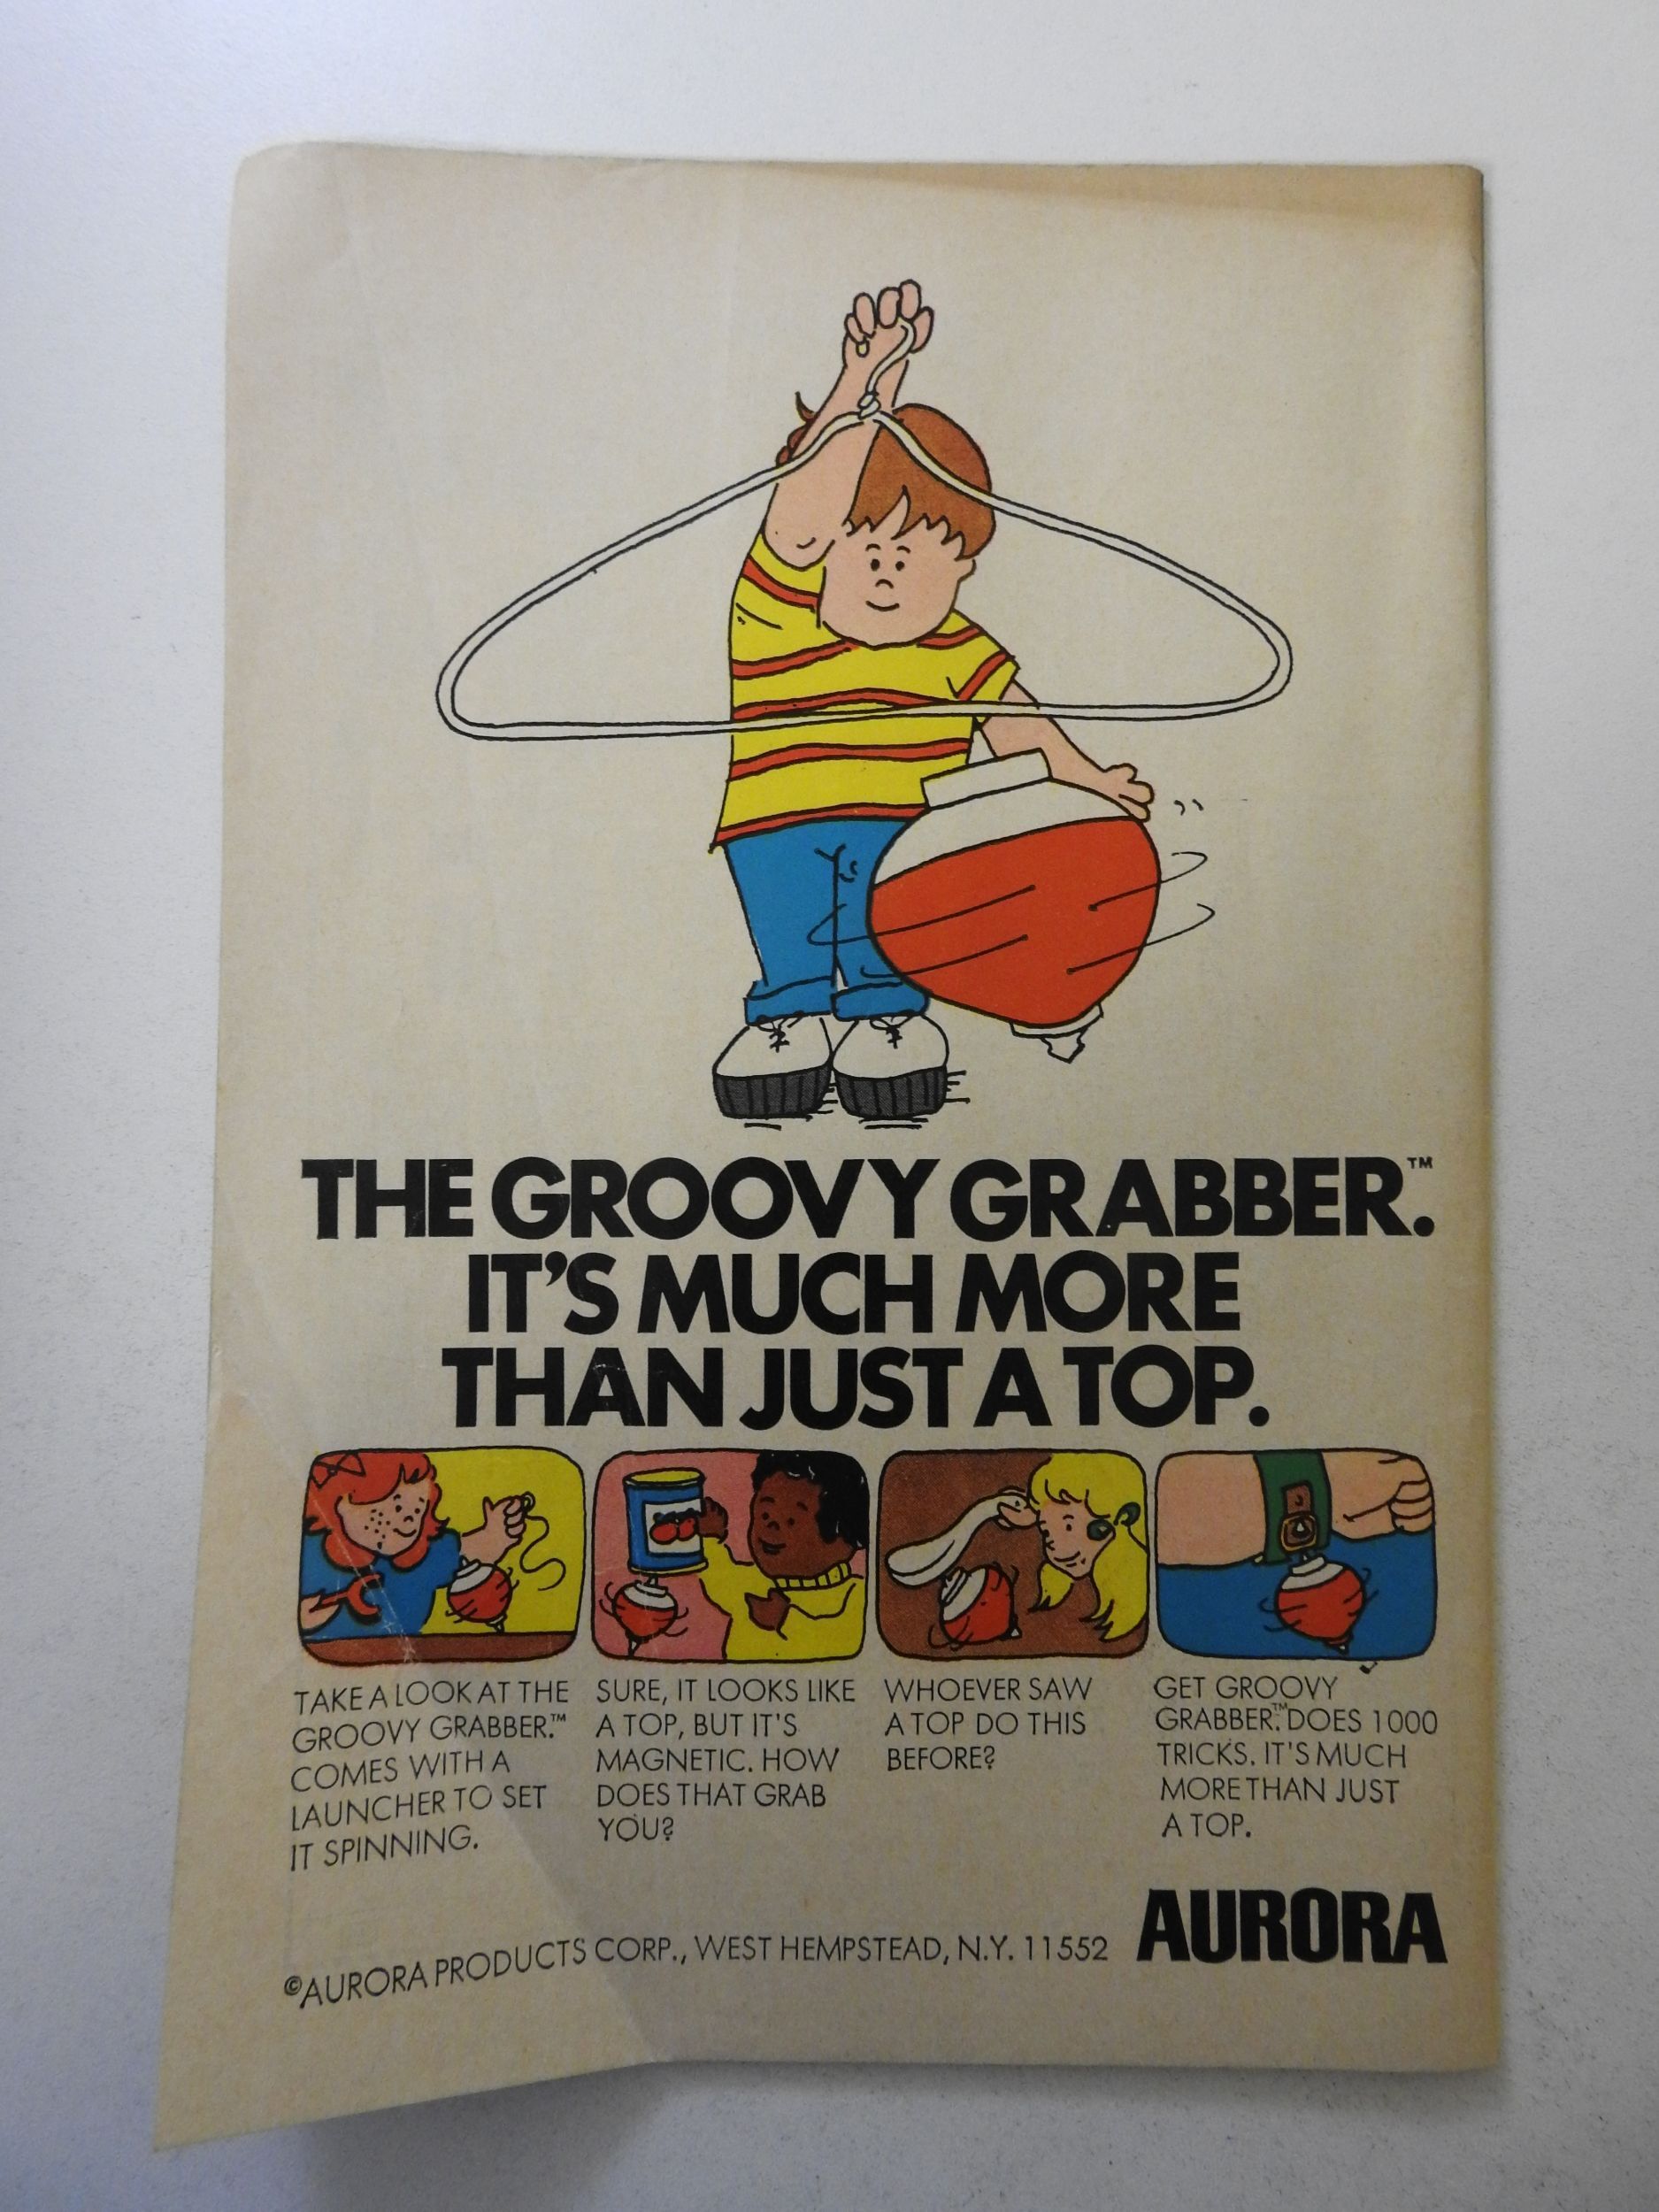 THE GROOVY GRABBER.™
IT'S MUCH MORE
THAN JUST A TOP.
TAKE A LOOK AT THE
GROOVY GRABBER.™
COMES WITH A
LAUNCHER TO SET
IT SPINNING.
SURE, IT LOOKS LIKE
A TOP, BUT IT'S
MAGNETIC. HOW
DOES THAT GRAB
YOU?
WHOEVER SAW
A TOP DO THIS
BEFORE?
GET GROOVY
GRABBER.™ DOES 1000
TRICKS. IT'S MUCH
MORE THAN JUST
A TOP.
©AURORA PRODUCTS CORP., WEST HEMPSTEAD, N.Y. 11552
AURORA